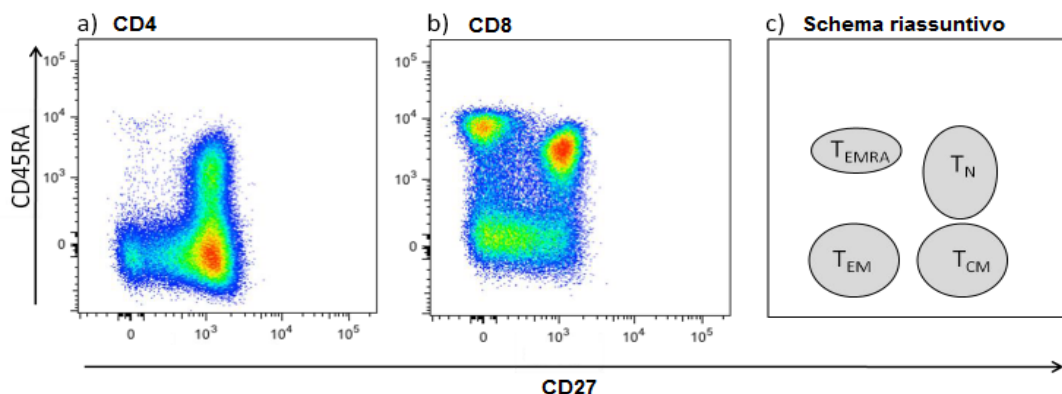 a) CD4
b) CD8
c) Schema riassuntivo
CD45RA
10⁵
10⁴
10³
0
0
10³
10⁴
10⁵
10⁵
10⁴
10³
0
0
10³
10⁴
10⁵
T_EMRA
T_N
T_EM
T_CM
CD27